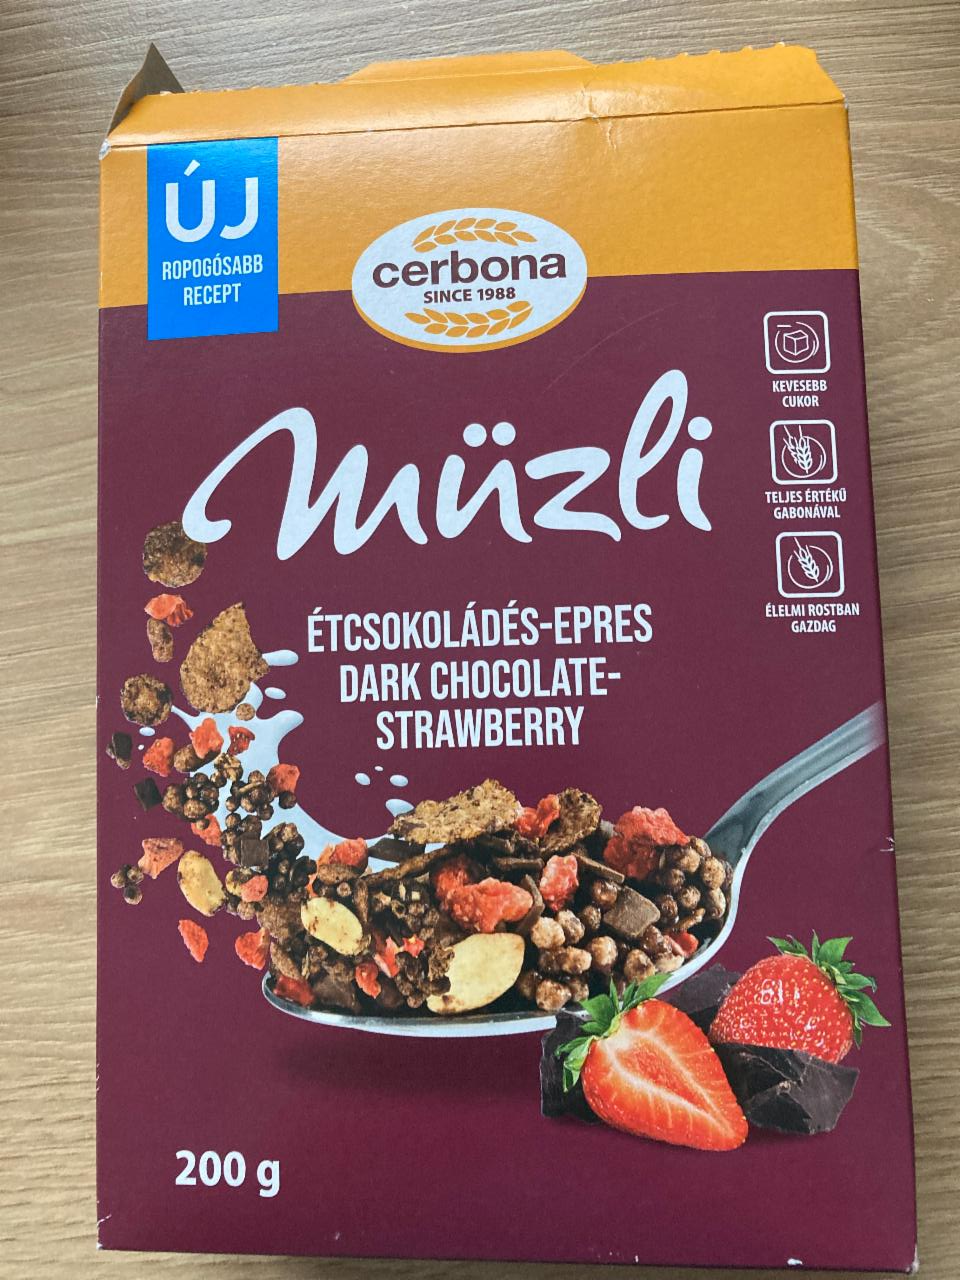 ÚJ
ROPOGÓSABB
RECEPT
cerbona
SINCE 1988
KEVESEBB
CUKOR
müzli
TELJES ÉRTÉKŰ
GABONÁVAL
ÉLELMI ROSTBAN
GAZDAG
ÉTCSOKOLÁDÉS-EPRES
DARK CHOCOLATE-
STRAWBERRY
200 g